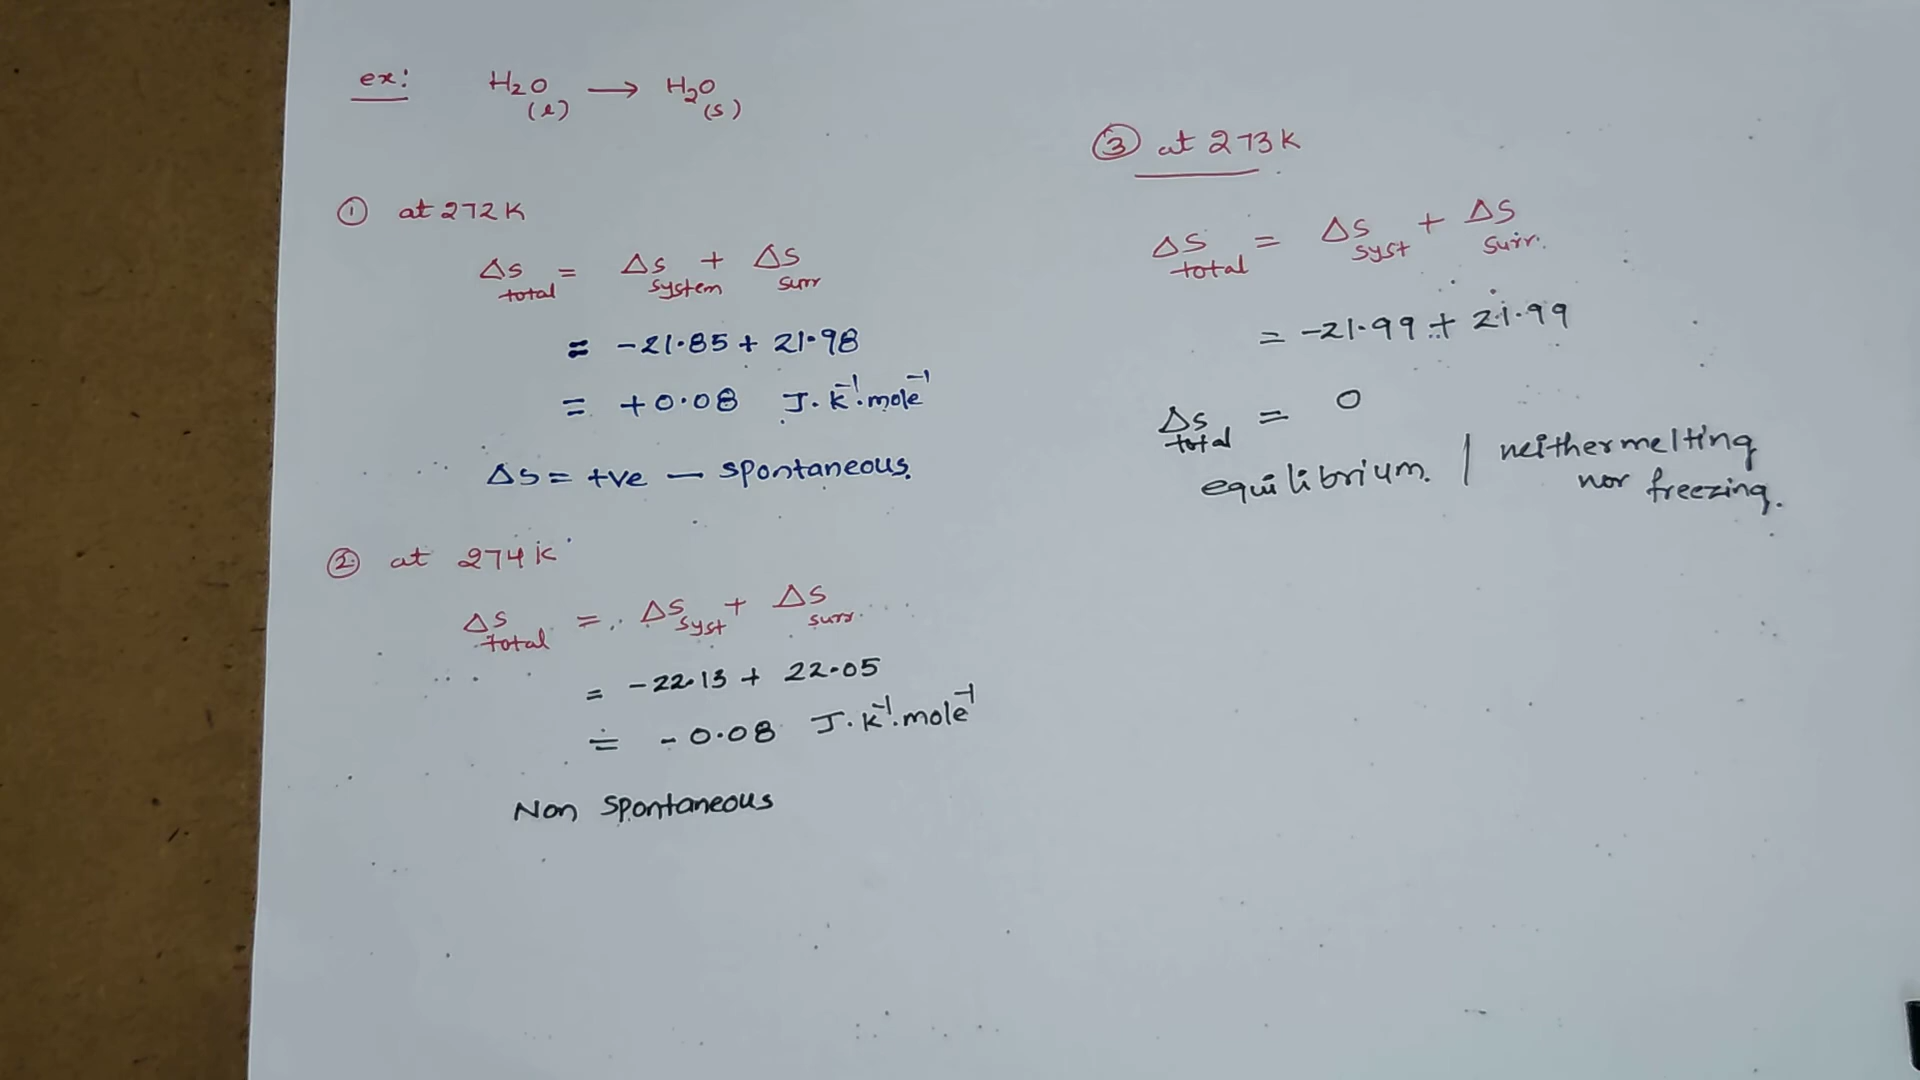 ex: H₂O(l) → H₂O(s)
① at 272 K
ΔS total = ΔS system + ΔS surr
= -21.85 + 21.98
= +0.08 J.K⁻¹.mole⁻¹
ΔS = +ve — spontaneous.
② at 274 K
ΔS total = ΔS syst + ΔS surr.
= -22.13 + 22.05
= -0.08 J.K⁻¹.mole⁻¹
Non Spontaneous
③ at 273 K
ΔS total = ΔS syst + ΔS surr.
= -21.99 + 21.99
ΔS total = 0
equilibrium. | neither melting
nor freezing.